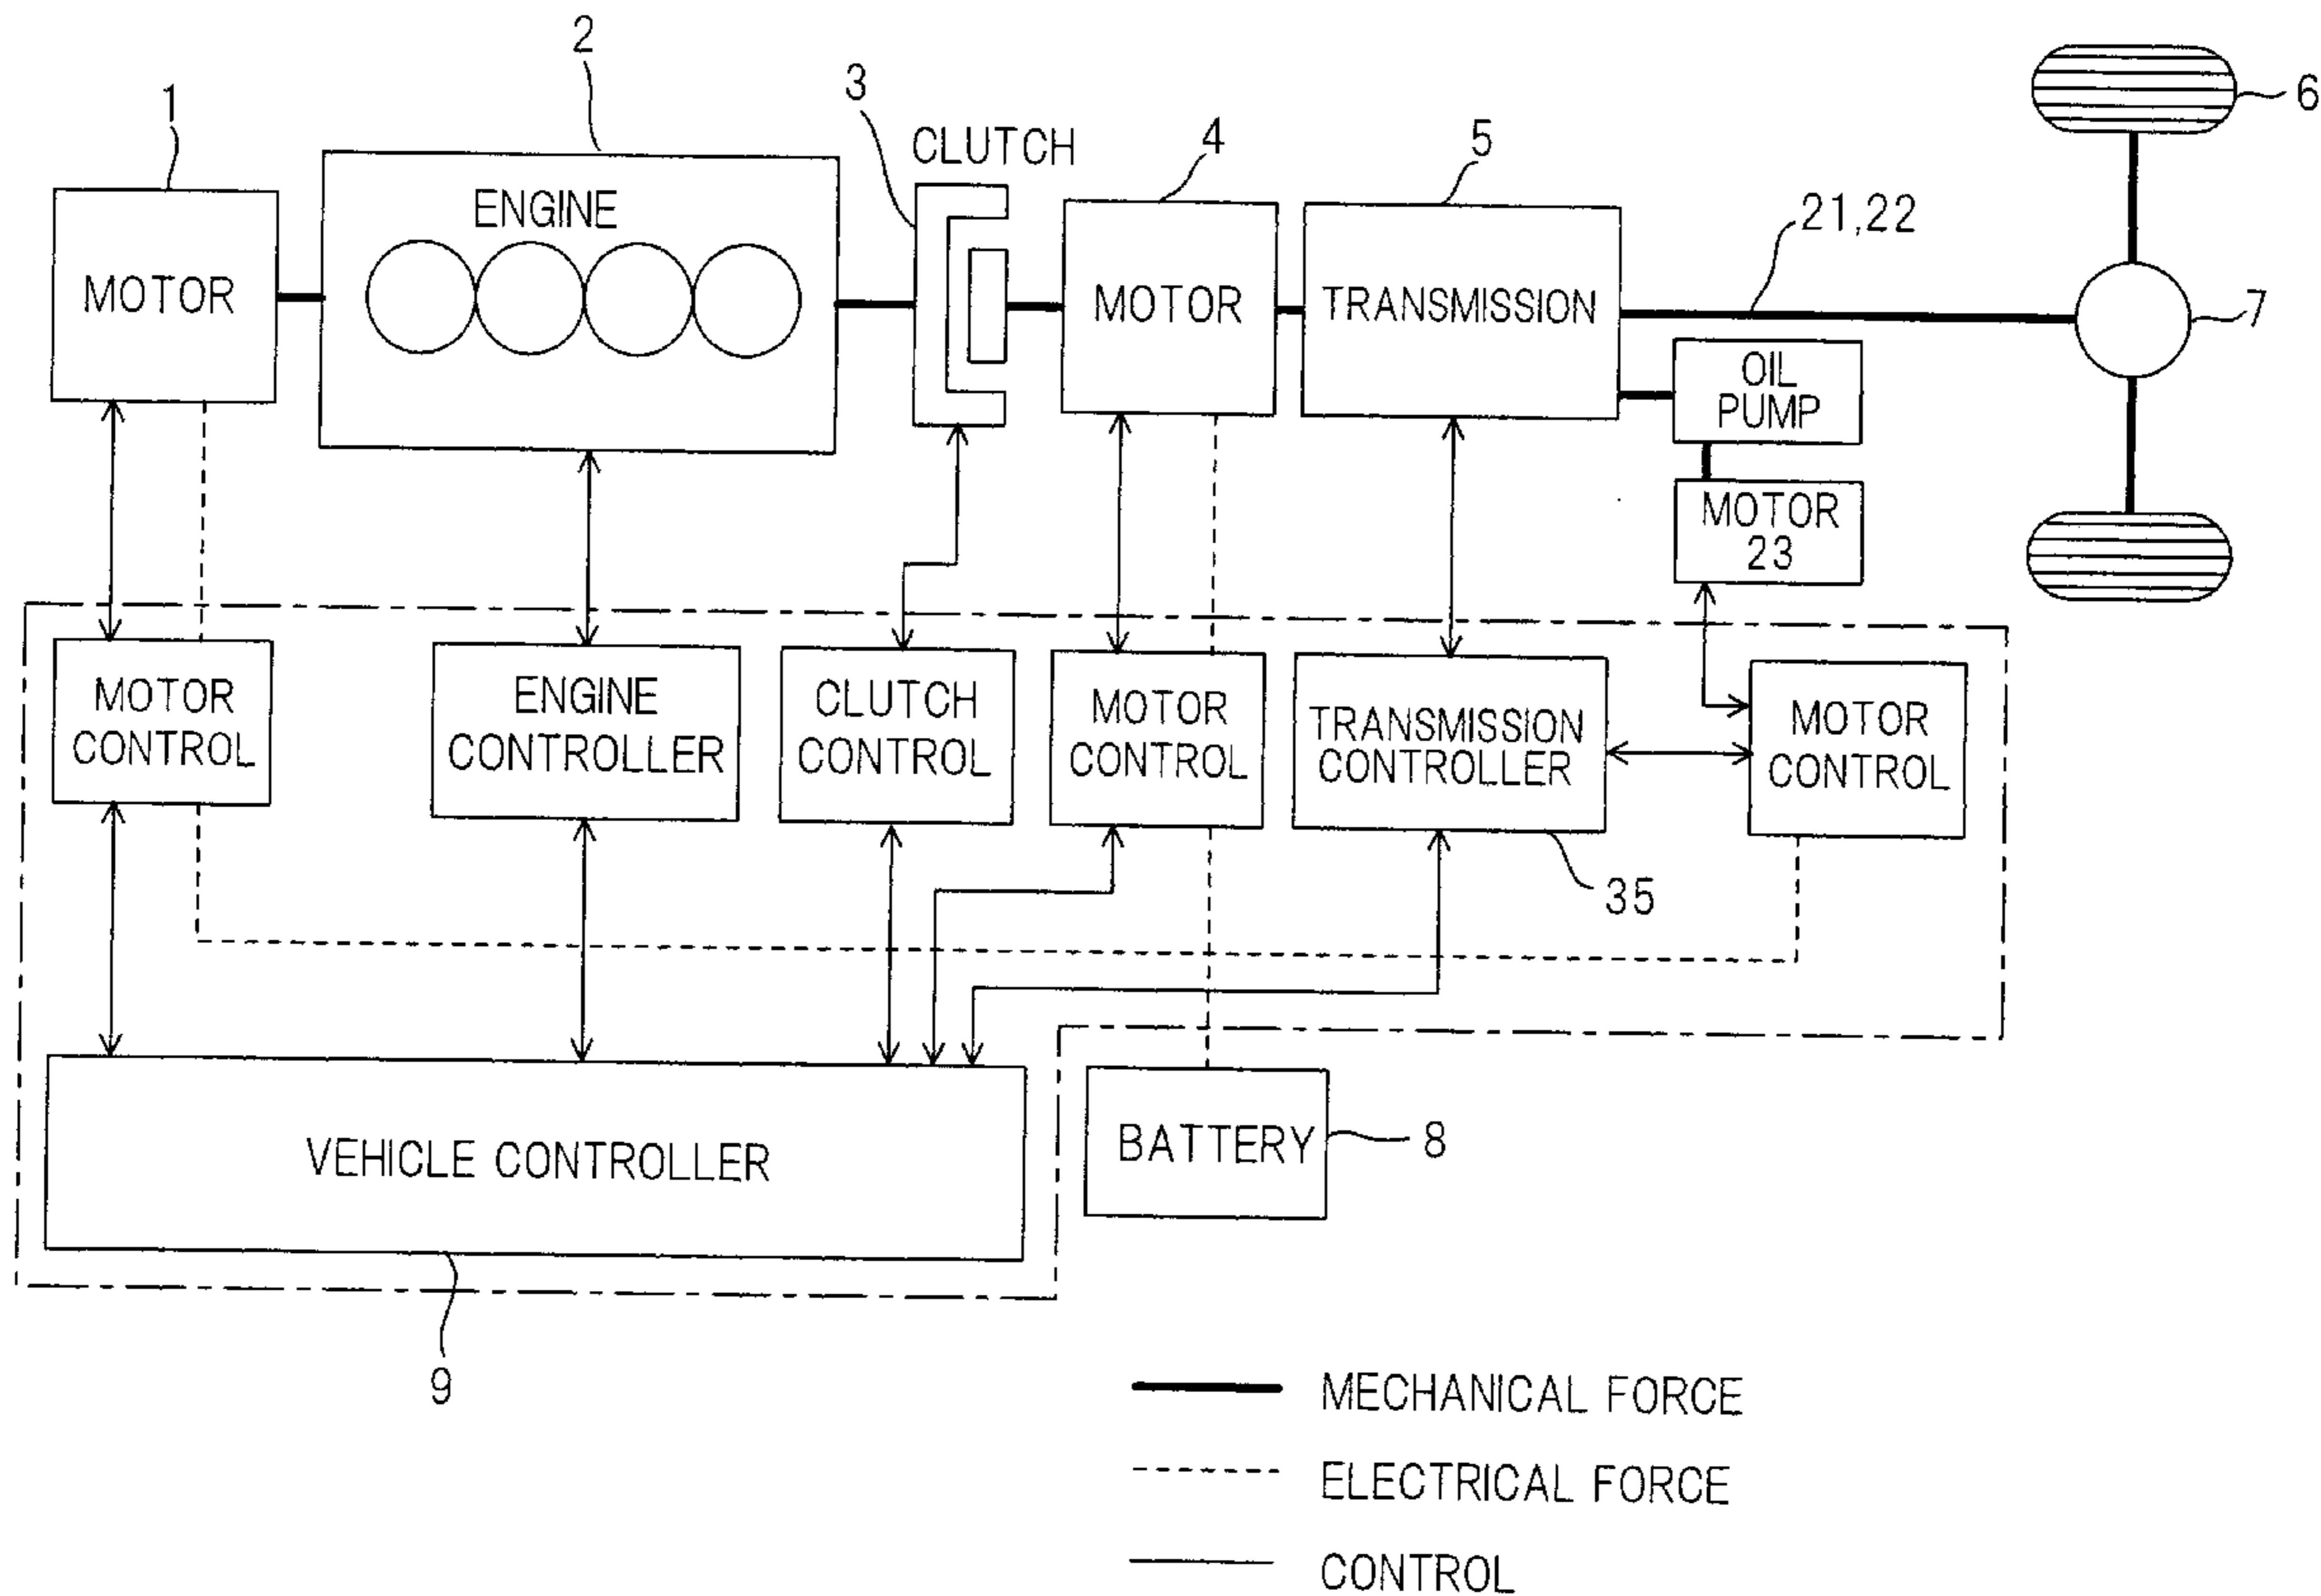 2
3
CLUTCH
6
1
4
5
ENGINE
21,22
MOTOR
MOTOR
TRANSMISSION
7
OIL
PUMP
MOTOR
23
MOTOR
CONTROL
ENGINE
CONTROLLER
CLUTCH
CONTROL
MOTOR
CONTROL
TRANSMISSION
CONTROLLER
MOTOR
CONTROL
35
VEHICLE CONTROLLER
BATTERY
8
9
MECHANICAL FORCE
ELECTRICAL FORCE
CONTROL